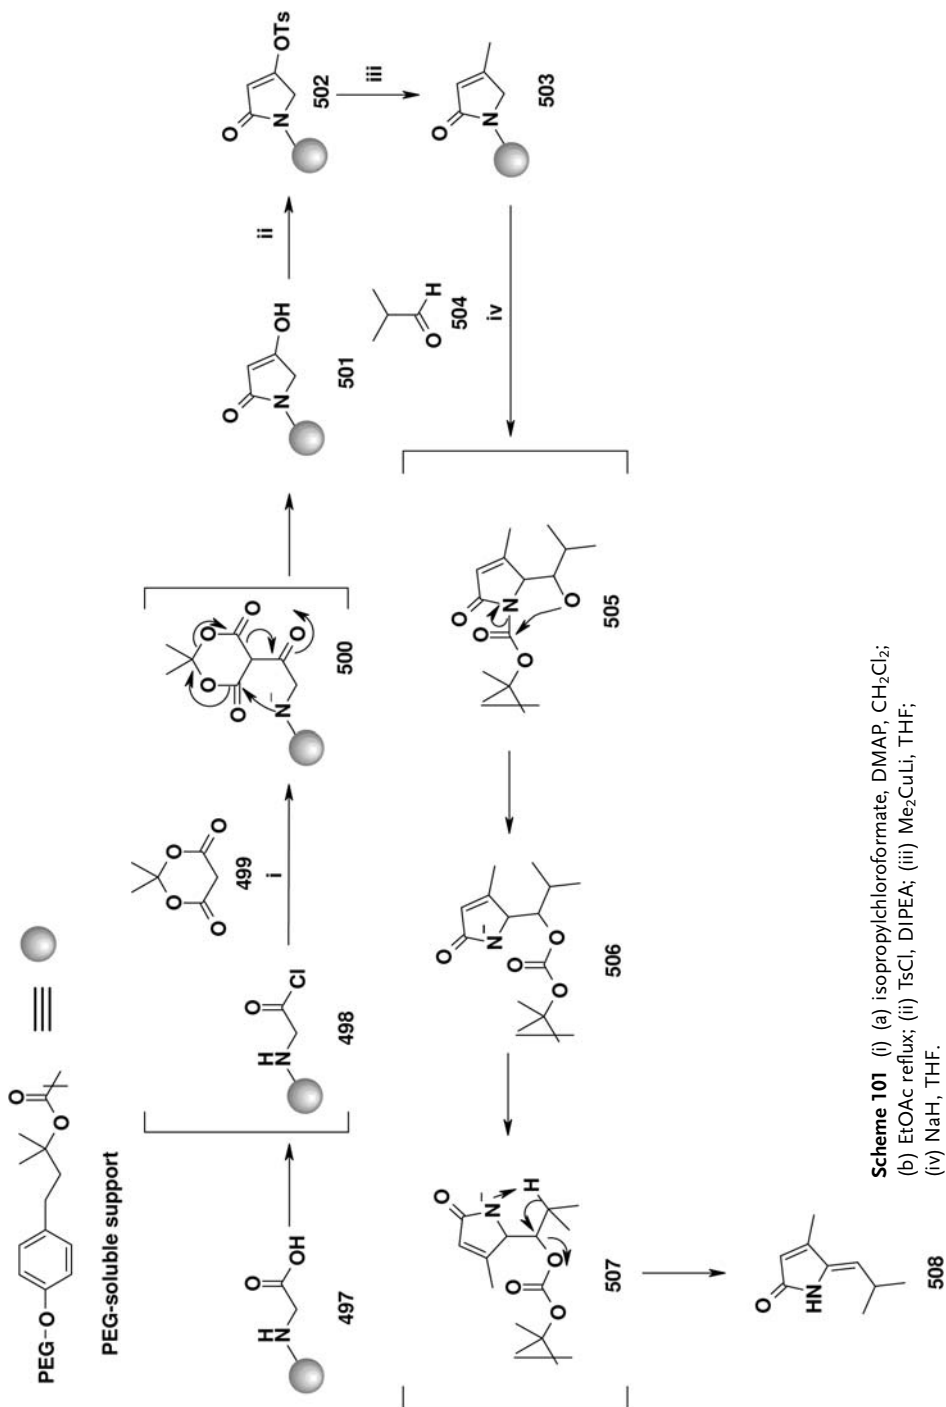 PEG-O
O
O
PEG-soluble support
H
N
O
OH
497
H
N
O
Cl
498
O
O
O
O
499
i
O
O
O
O
O
N
–
500
O
N
OH
501
ii
O
N
OTs
502
iii
O
N
503
O
H
504
iv
O
N
O
O
O
505
O
N
–
O
O
O
506
O
N
–
H
O
O
O
507
O
HN
508
Scheme 101 (i) (a) isopropylchloroformate, DMAP, CH2Cl2;
(b) EtOAc reflux; (ii) TsCl, DIPEA; (iii) Me2CuLi, THF;
(iv) NaH, THF.